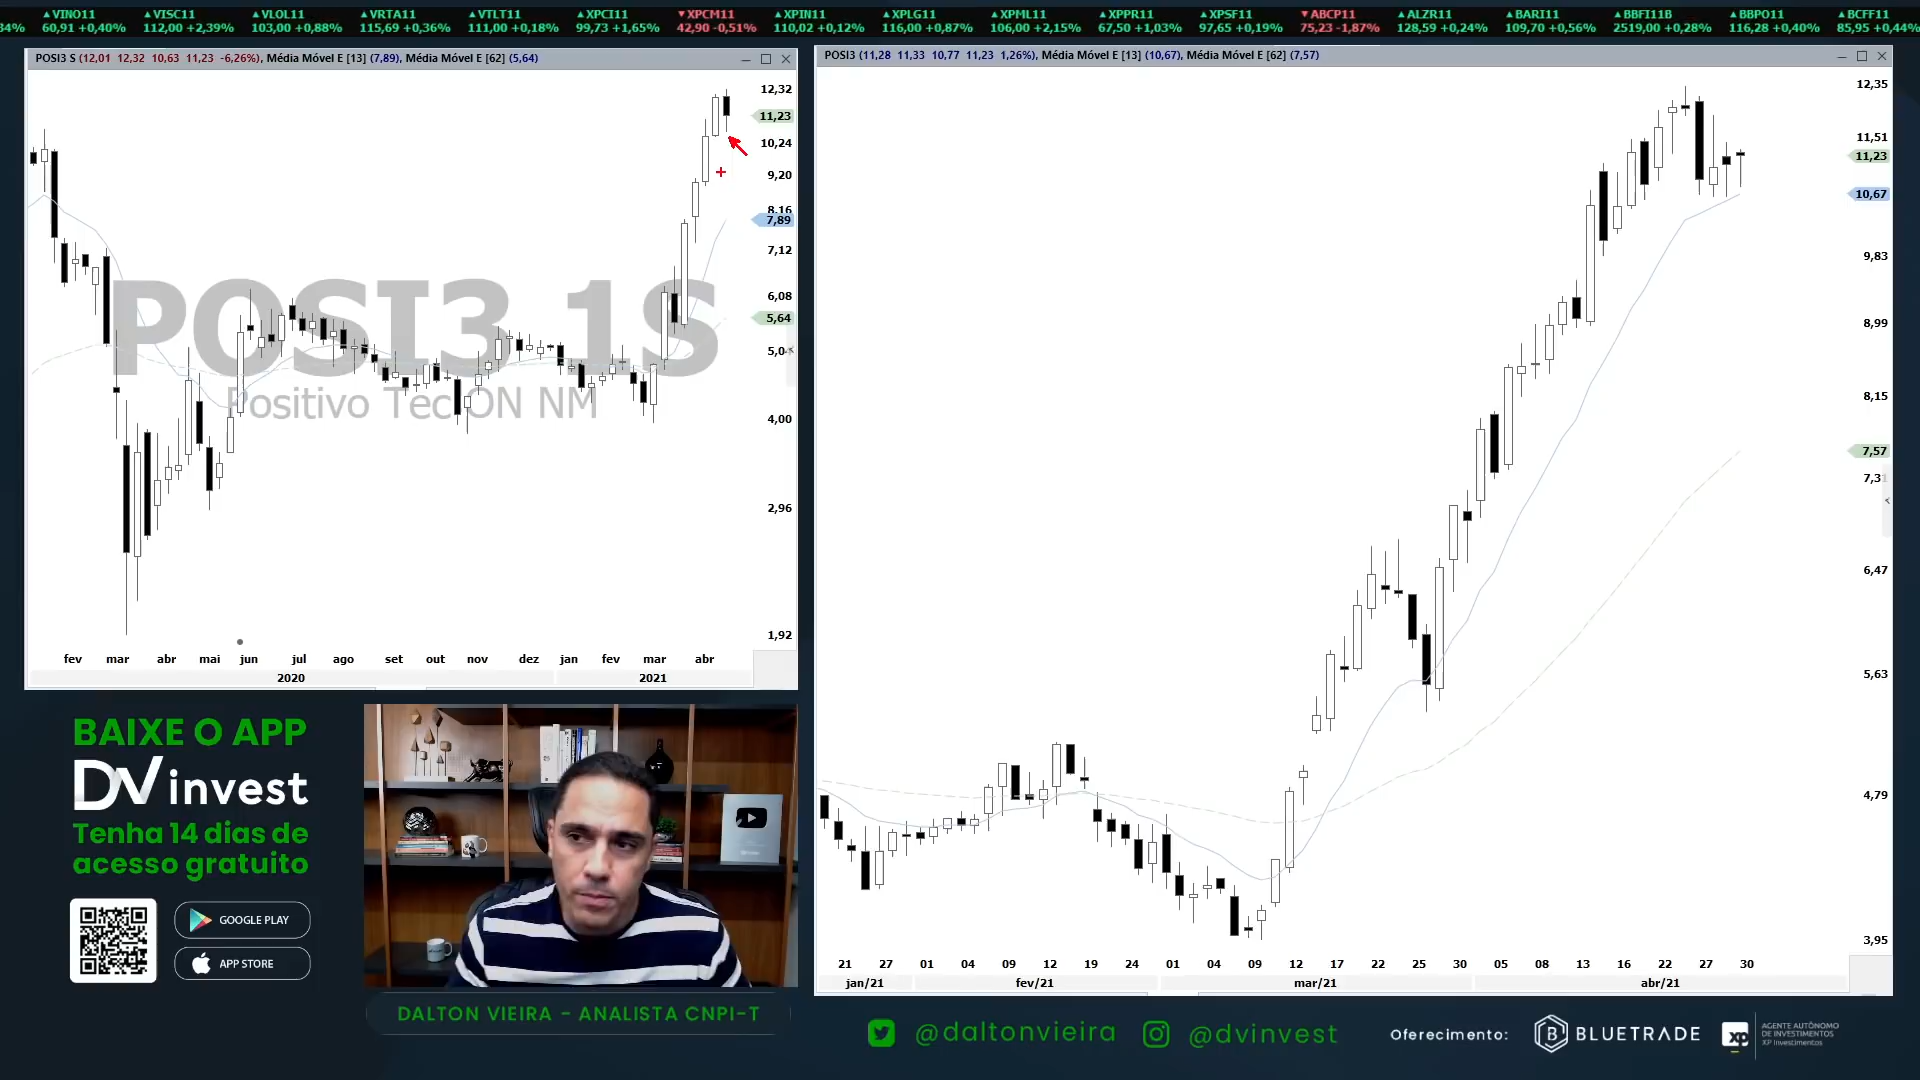 VINO11 VISC11 VLOL11 VRTA11 VTLT11 XPCI11 XPCM11 XPIN11 XPLG11 XPML11 XPPR11 XPSF11 ABCP11 ALZR11 BARI11 BBFI11B BBPO11 BCFF11
34% 60,91 +0,40% 112,00 +2,39% 103,00 +0,88% 115,69 +0,36% 111,00 +0,18% 99,73 +1,65% 42,90 -0,51% 110,02 +0,12% 116,00 +0,87% 106,00 +2,15% 67,50 +1,03% 97,65 +0,19% 75,23 -1,87% 128,59 +0,24% 109,70 +0,56% 2519,00 +0,28% 116,28 +0,40% 85,95 +0,44%
POSI3 S (12,01 12,32 10,63 11,23 -6,26%), Média Móvel E [13] (7,89), Média Móvel E [62] (5,64)
12,32
11,23
10,24
9,20
8,16
7,89
7,12
6,08
5,64
4,00
2,96
1,92
POSI3 1S
Positivo Tec ON NM
fev mar abr mai jun jul ago set out nov dez jan fev mar abr
2020 2021
POSI3 (11,28 11,33 10,77 11,23 1,26%), Média Móvel E [13] (10,67), Média Móvel E [62] (7,57)
12,35
11,51
11,23
10,67
9,83
8,99
8,15
7,57
7,31
6,47
5,63
4,79
3,95
21 27 01 04 09 12 19 24 01 04 09 12 17 22 25 30 05 08 13 16 22 27 30
jan/21 fev/21 mar/21 abr/21
BAIXE O APP
DV invest
Tenha 14 dias de
acesso gratuito
GOOGLE PLAY
APP STORE
DALTON VIEIRA - ANALISTA CNPI-T
@daltonvieira @dvinvest
Oferecimento: BLUETRADE
xp
AGENTE AUTÔNOMO
DE INVESTIMENTOS
XP Investimentos